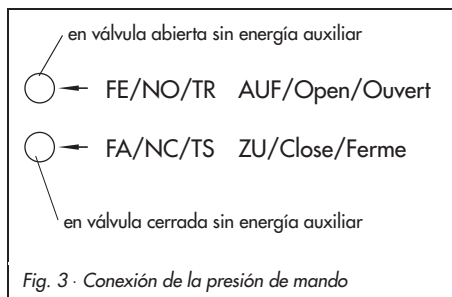 en válvula abierta sin energía auxiliar
FE/NO/TR AUF/Open/Ouvert
FA/NC/TS ZU/Close/Ferme
en válvula cerrada sin energía auxiliar
Fig. 3 · Conexión de la presión de mando